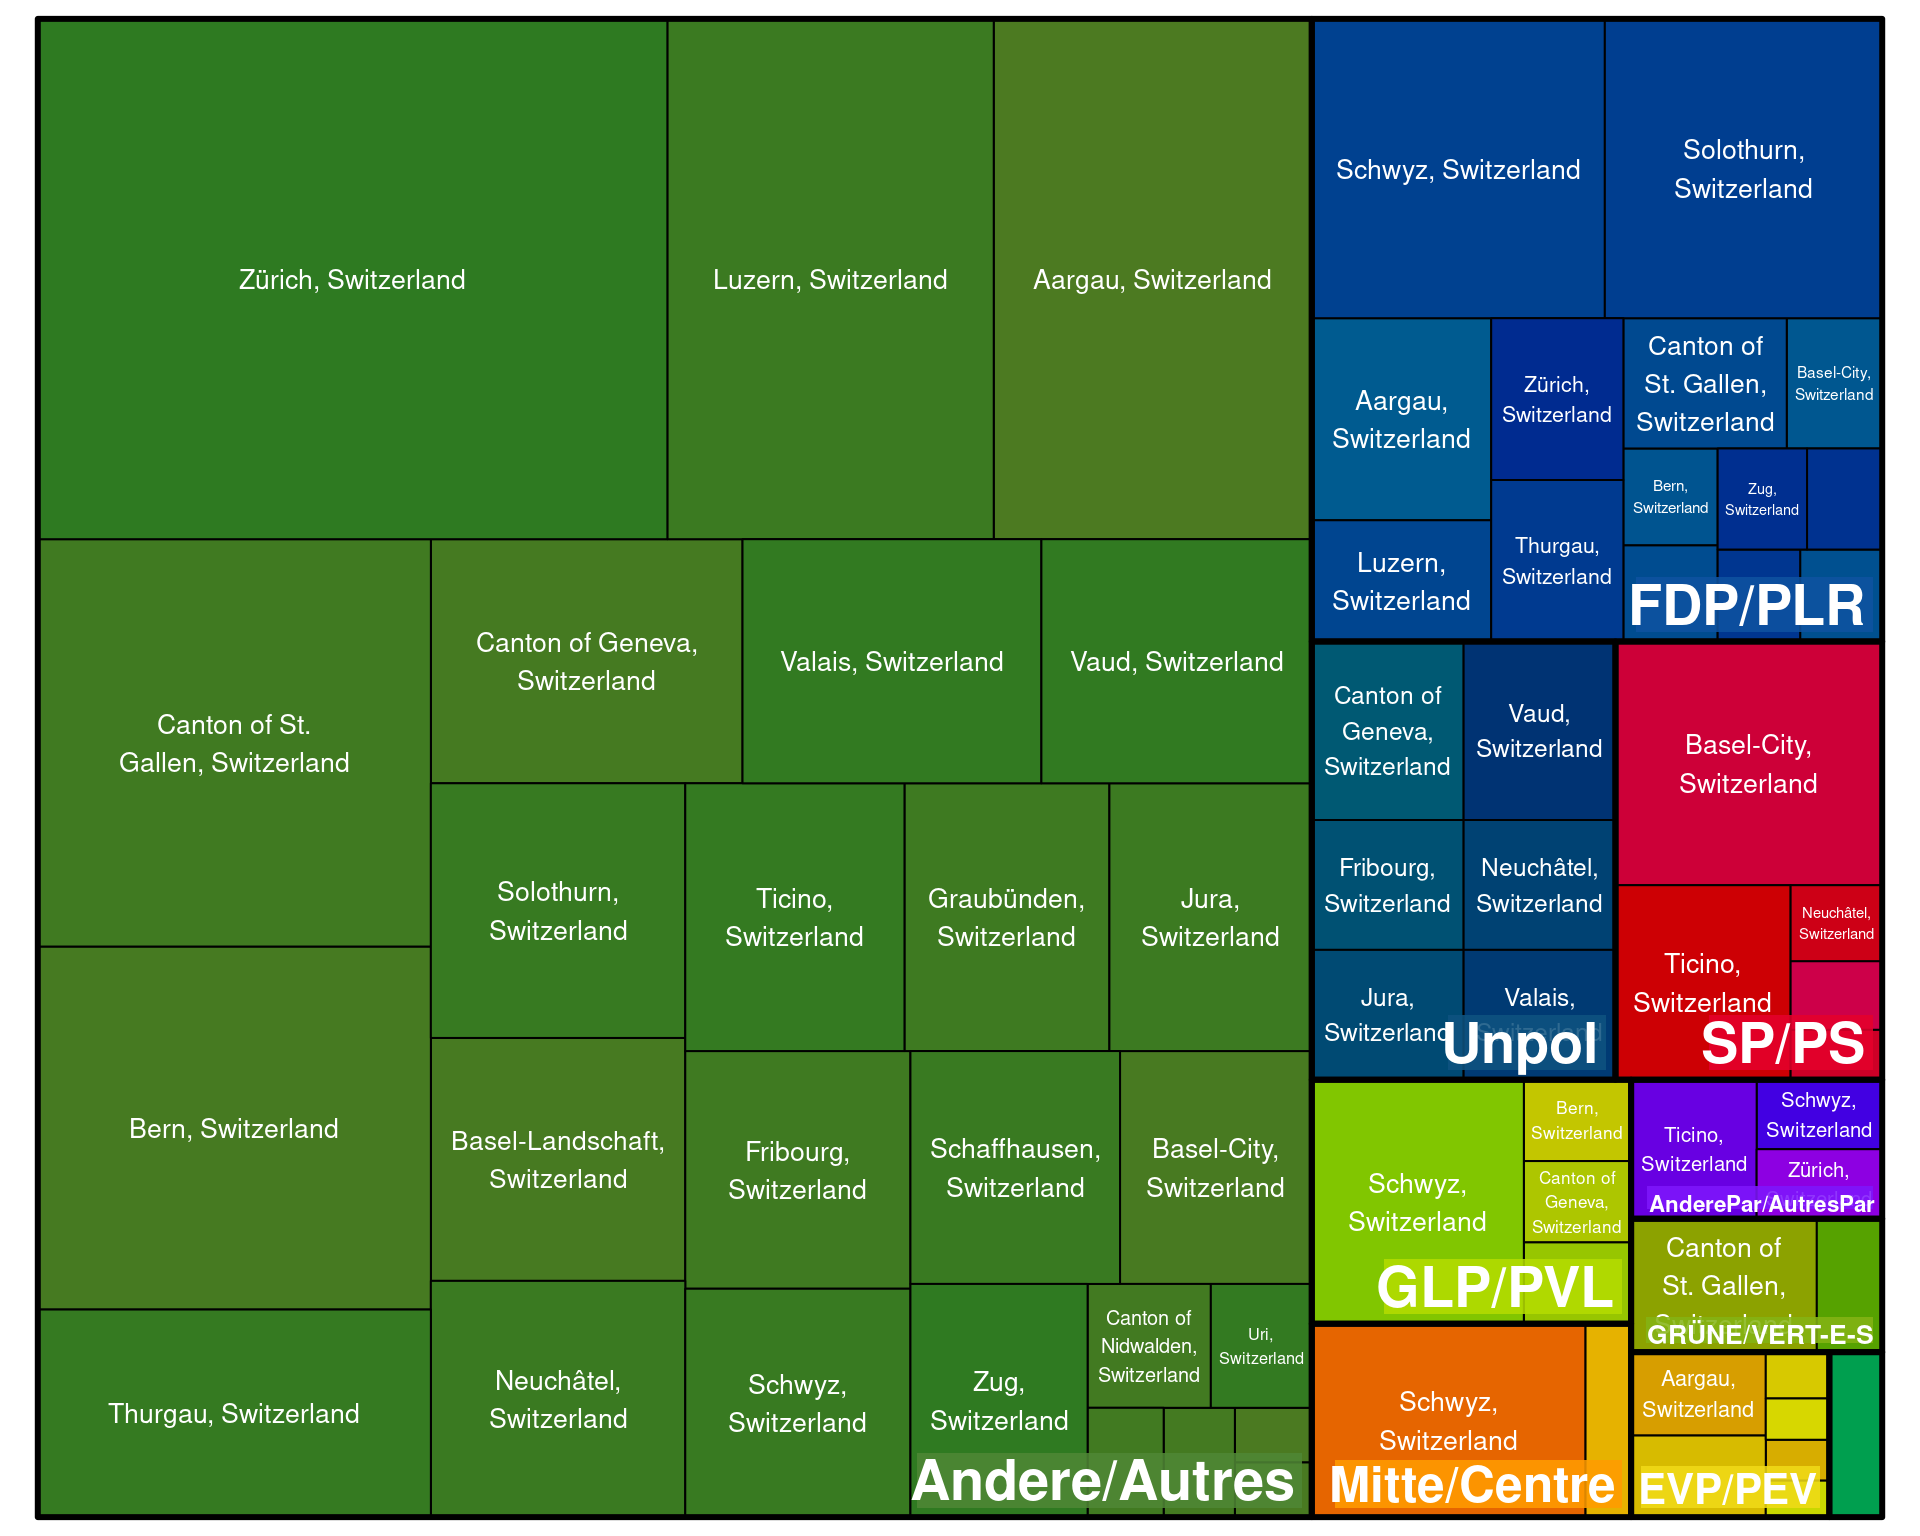 Zürich, Switzerland
Luzern, Switzerland
Aargau, Switzerland
Canton of St.
Gallen, Switzerland
Canton of Geneva,
Switzerland
Valais, Switzerland
Vaud, Switzerland
Bern, Switzerland
Thurgau, Switzerland
Solothurn,
Switzerland
Ticino,
Switzerland
Graubünden,
Switzerland
Jura,
Switzerland
Basel-Landschaft,
Switzerland
Fribourg,
Switzerland
Schaffhausen,
Switzerland
Basel-City,
Switzerland
Neuchâtel,
Switzerland
Schwyz,
Switzerland
Zug,
Switzerland
Canton of
Nidwalden,
Switzerland
Uri,
Switzerland
Andere/Autres
Schwyz, Switzerland
Solothurn,
Switzerland
Aargau,
Switzerland
Zürich,
Switzerland
Canton of
St. Gallen,
Switzerland
Basel-City,
Switzerland
Luzern,
Switzerland
Thurgau,
Switzerland
Bern,
Switzerland
Zug,
Switzerland
FDP/PLR
Canton of
Geneva,
Switzerland
Vaud,
Switzerland
Fribourg,
Switzerland
Neuchâtel,
Switzerland
Jura,
Switzerland
Valais,
Switzerland
Unpol
Basel-City,
Switzerland
Ticino,
Switzerland
Neuchâtel,
Switzerland
SP/PS
Schwyz,
Switzerland
Bern,
Switzerland
Canton of
Geneva,
Switzerland
GLP/PVL
Ticino,
Switzerland
Schwyz,
Switzerland
Zürich,
Switzerland
AnderePar/AutresPar
Canton of
St. Gallen,
Switzerland
GRÜNE/VERT-E-S
Schwyz,
Switzerland
Mitte/Centre
Aargau,
Switzerland
EVP/PEV